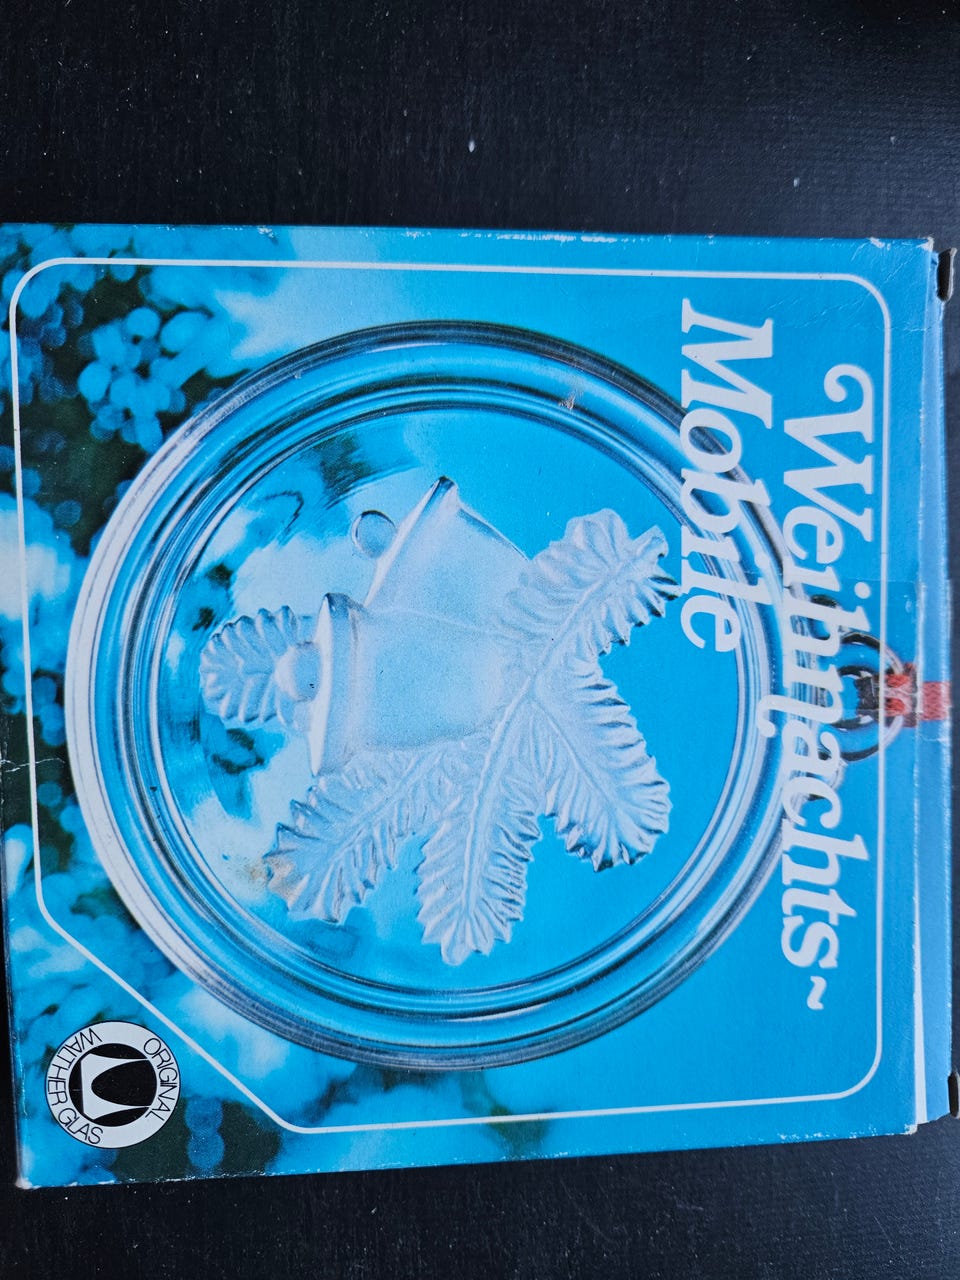 Weihnachts~
Mobile
ORIGINAL
WALTHER GLAS